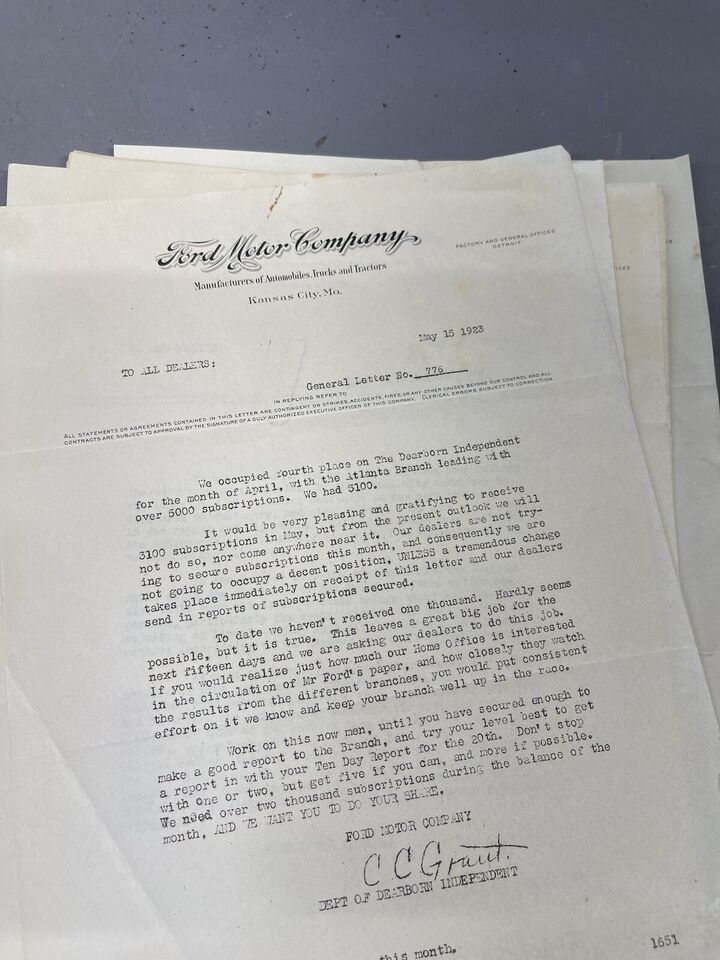 Ford Motor Company
FACTORY AND GENERAL OFFICES
DETROIT
Manufacturers of Automobiles, Trucks and Tractors
Kansas City, Mo.
May 15 1923
TO ALL DEALERS:
General Letter No. 776
IN REPLYING REFER TO
ALL STATEMENTS OR AGREEMENTS CONTAINED IN THIS LETTER ARE CONTINGENT ON STRIKES, ACCIDENTS, FIRES, OR ANY OTHER CAUSES BEYOND OUR CONTROL AND ALL
CONTRACTS ARE SUBJECT TO APPROVAL BY THE SIGNATURE OF A DULY AUTHORIZED EXECUTIVE OFFICER OF THIS COMPANY. CLERICAL ERRORS SUBJECT TO CORRECTION.
We occupied fourth place on The Dearborn Independent
for the month of April, with the Atlanta Branch leading with
over 5000 subscriptions. We had 3100.
It would be very pleasing and gratifying to receive
3100 subscriptions in May, but from the present outlook we will
not do so, nor come anywhere near it. Our dealers are not try-
ing to secure subscriptions this month, and consequently we are
not going to occupy a decent position, UNLESS a tremendous change
takes place immediately on receipt of this letter and our dealers
send in reports of subscriptions secured.
To date we haven't received one thousand. Hardly seems
possible, but it is true. This leaves a great big job for the
next fifteen days and we are asking our dealers to do this job.
If you would realize just how much our Home Office is interested
in the circulation of Mr Ford's paper, and how closely they watch
the results from the different branches, you would put consistent
effort on it we know and keep your branch well up in the race.
Work on this now men, until you have secured enough to
make a good report to the Branch, and try your level best to get
a report in with your Ten Day Report for the 20th. Don't stop
with one or two, but get five if you can, and more if possible.
We need over two thousand subscriptions during the balance of the
month, AND WE WANT YOU TO DO YOUR SHARE.
FORD MOTOR COMPANY
C C Grant.
DEPT OF DEARBORN INDEPENDENT
this month.
1651